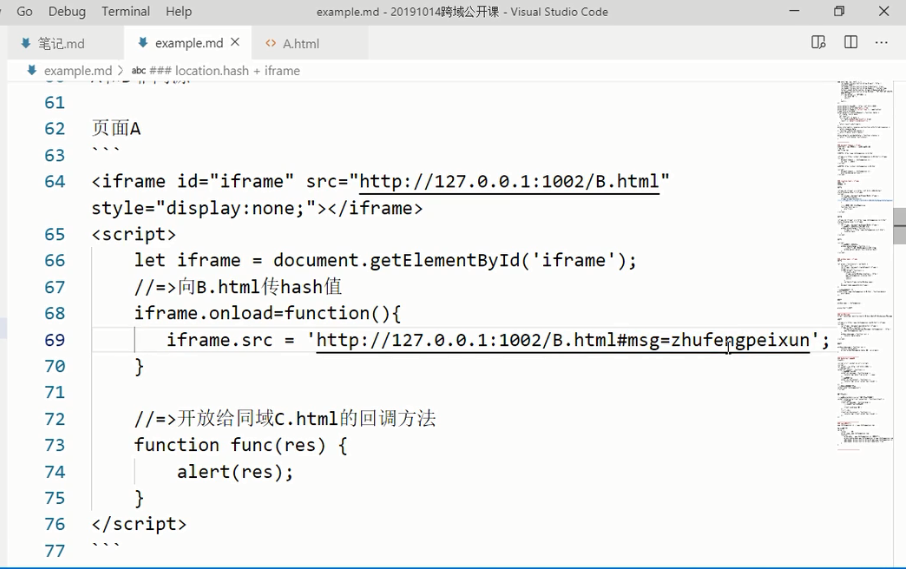 Go Debug Terminal Help example.md - 20191014跨域公开课 - Visual Studio Code
笔记.md example.md A.html
example.md > ### location.hash + iframe
61
62 页面A
63 ```
64 <iframe id="iframe" src="http://127.0.0.1:1002/B.html"
style="display:none;"></iframe>
65 <script>
66 let iframe = document.getElementById('iframe');
67 //=>向B.html传hash值
68 iframe.onload=function(){
69 iframe.src = 'http://127.0.0.1:1002/B.html#msg=zhufengpeixun';
70 }
71
72 //=>开放给同域C.html的回调方法
73 function func(res) {
74 alert(res);
75 }
76 </script>
77 ```